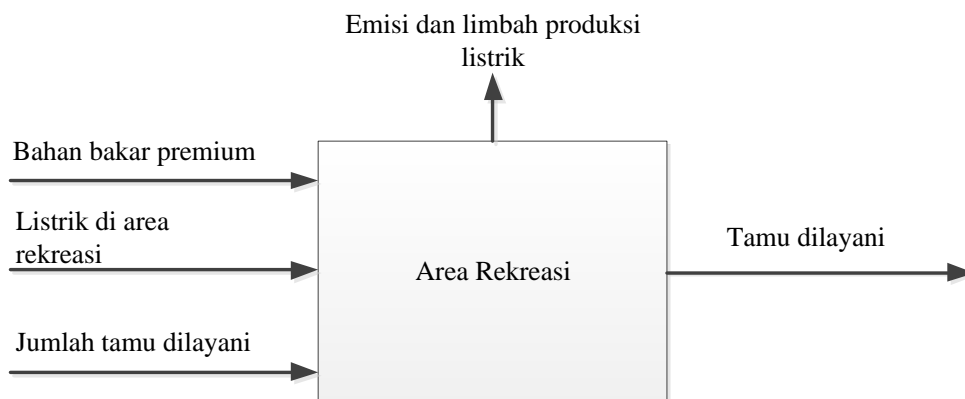 Emisi dan limbah produksi
listrik
Bahan bakar premium
Listrik di area
rekreasi
Area Rekreasi
Tamu dilayani
Jumlah tamu dilayani